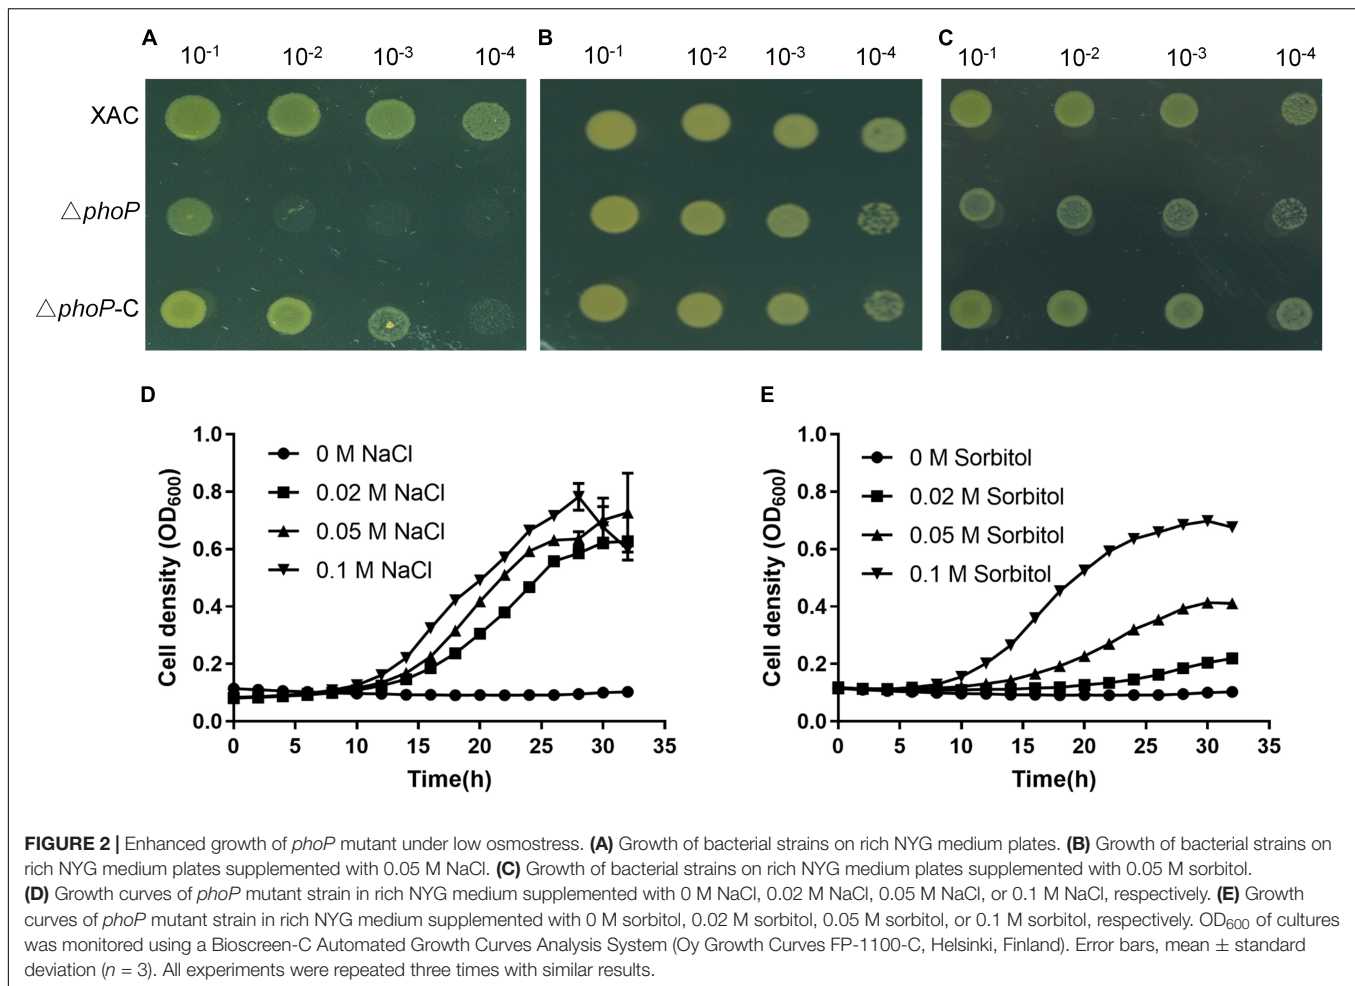 A
10-1 10-2 10-3 10-4
B
10-1 10-2 10-3 10-4
C
10-1 10-2 10-3 10-4
XAC
△phoP
△phoP-C
D
Cell density (OD600)
1.0
0.8
0.6
0.4
0.2
0.0
0 M NaCl
0.02 M NaCl
0.05 M NaCl
0.1 M NaCl
0 5 10 15 20 25 30 35
Time(h)
E
Cell density (OD600)
1.0
0.8
0.6
0.4
0.2
0.0
0 M Sorbitol
0.02 M Sorbitol
0.05 M Sorbitol
0.1 M Sorbitol
0 5 10 15 20 25 30 35
Time(h)
FIGURE 2 | Enhanced growth of phoP mutant under low osmostress. (A) Growth of bacterial strains on rich NYG medium plates. (B) Growth of bacterial strains on
rich NYG medium plates supplemented with 0.05 M NaCl. (C) Growth of bacterial strains on rich NYG medium plates supplemented with 0.05 M sorbitol.
(D) Growth curves of phoP mutant strain in rich NYG medium supplemented with 0 M NaCl, 0.02 M NaCl, 0.05 M NaCl, or 0.1 M NaCl, respectively. (E) Growth
curves of phoP mutant strain in rich NYG medium supplemented with 0 M sorbitol, 0.02 M sorbitol, 0.05 M sorbitol, or 0.1 M sorbitol, respectively. OD600 of cultures
was monitored using a Bioscreen-C Automated Growth Curves Analysis System (Oy Growth Curves FP-1100-C, Helsinki, Finland). Error bars, mean ± standard
deviation (n = 3). All experiments were repeated three times with similar results.